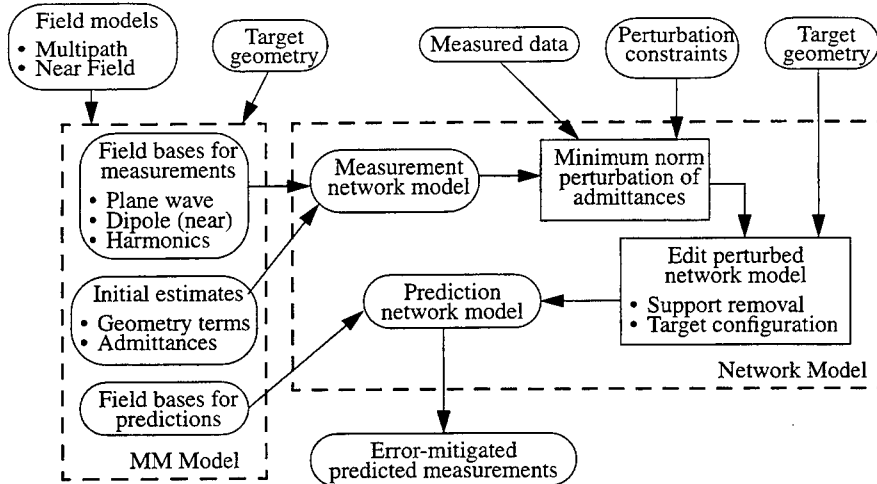 Field models
• Multipath
• Near Field
Target
geometry
Measured data
Perturbation
constraints
Target
geometry
Field bases for
measurements
• Plane wave
• Dipole (near)
• Harmonics
Measurement
network model
Minimum norm
perturbation of
admittances
Initial estimates
• Geometry terms
• Admittances
Prediction
network model
Edit perturbed
network model
• Support removal
• Target configuration
Network Model
Field bases for
predictions
MM Model
Error-mitigated
predicted measurements